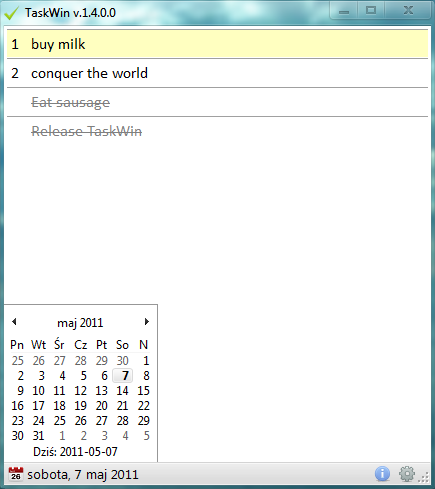 TaskWin v.1.4.0.0
1 buy milk
2 conquer the world
Eat sausage
Release TaskWin
maj 2011
Pn Wt Śr Cz Pt So N
25 26 27 28 29 30 1
2 3 4 5 6 7 8
9 10 11 12 13 14 15
16 17 18 19 20 21 22
23 24 25 26 27 28 29
30 31 1 2 3 4 5
Dziś: 2011-05-07
26 sobota, 7 maj 2011